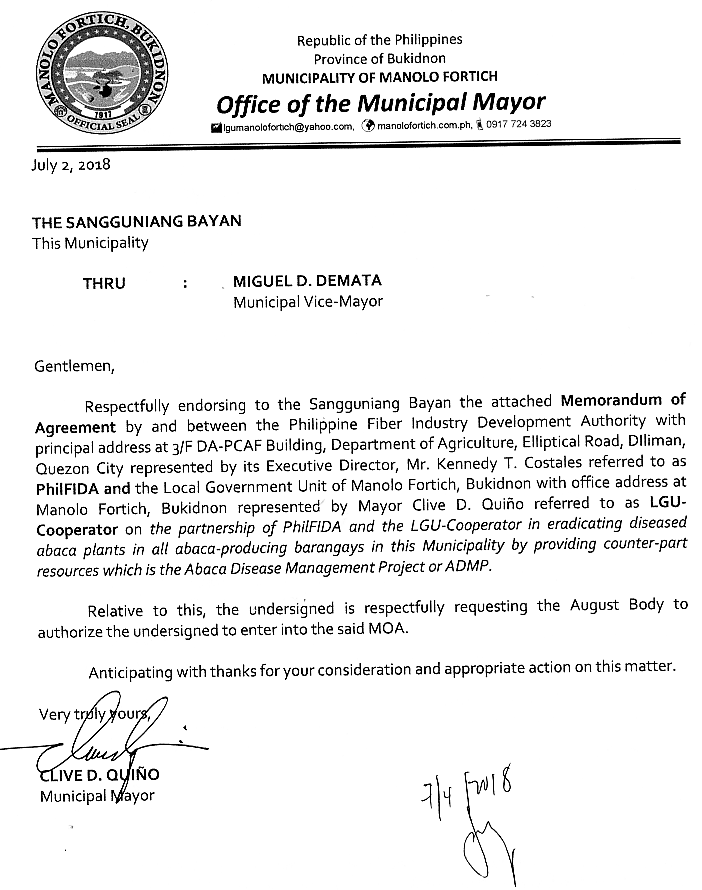 MANOLO FORTICH, BUKIDNON
1917
OFFICIAL SEAL
Republic of the Philippines
Province of Bukidnon
MUNICIPALITY OF MANOLO FORTICH
Office of the Municipal Mayor
lgumanolofortich@yahoo.com, manolofortich.com.ph, 0917 724 3823
July 2, 2018
THE SANGGUNIANG BAYAN
This Municipality
THRU : MIGUEL D. DEMATA
Municipal Vice-Mayor
Gentlemen,
Respectfully endorsing to the Sangguniang Bayan the attached Memorandum of
Agreement by and between the Philippine Fiber Industry Development Authority with
principal address at 3/F DA-PCAF Building, Department of Agriculture, Elliptical Road, DIliman,
Quezon City represented by its Executive Director, Mr. Kennedy T. Costales referred to as
PhilFIDA and the Local Government Unit of Manolo Fortich, Bukidnon with office address at
Manolo Fortich, Bukidnon represented by Mayor Clive D. Quiño referred to as LGU-
Cooperator on the partnership of PhilFIDA and the LGU-Cooperator in eradicating diseased
abaca plants in all abaca-producing barangays in this Municipality by providing counter-part
resources which is the Abaca Disease Management Project or ADMP.
Relative to this, the undersigned is respectfully requesting the August Body to
authorize the undersigned to enter into the said MOA.
Anticipating with thanks for your consideration and appropriate action on this matter.
Very truly yours,
CLIVE D. QUIÑO
Municipal Mayor
7/4/2018